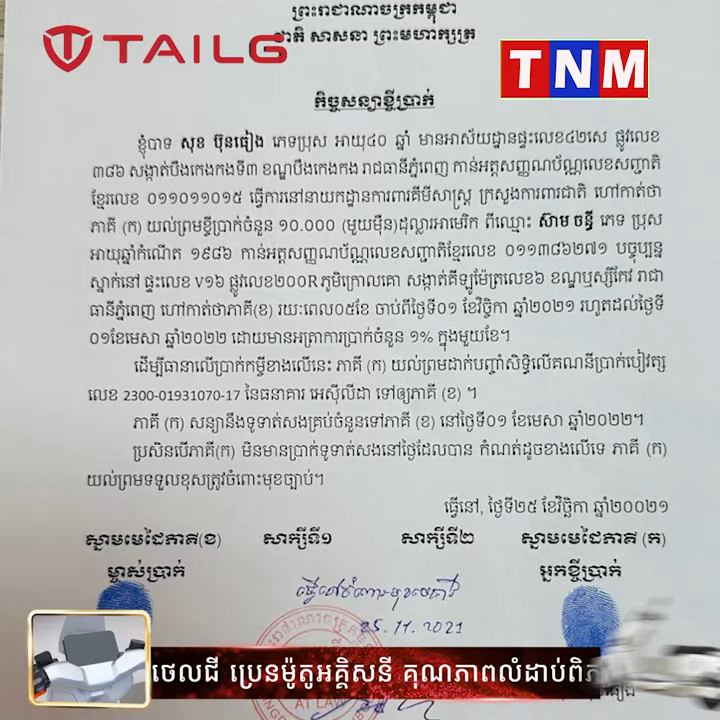 ព្រះរាជាណាចក្រកម្ពុជា
TAILG
ជាតិ សាសនា ព្រះមហាក្សត្រ
TNM
កិច្ចសន្យាខ្ចីប្រាក់
ខ្ញុំបាទ សុខ ប៊ុនធឿង ភេទប្រុស អាយុ៤០ ឆ្នាំ មានអាស័យដ្ឋានផ្ទះលេខ៤២សេ ផ្លូវលេខ
៣៨៦ សង្កាត់បឹងកេងកងទី៣ ខណ្ឌបឹងកេងកង រាជធានីភ្នំពេញ កាន់អត្តសញ្ញណប័ណ្ណលេខសញ្ជាតិ
ខ្មែរលេខ ០១១០១១០១៥ ធ្វើការនៅនាយកដ្ឋានការពារគីមីសាស្ត្រ ក្រសួងការពារជាតិ ហៅកាត់ថា
ភាគី (ក) យល់ព្រមខ្ចីប្រាក់ចំនួន ១០.០០០ (មួយម៉ឺន)ដុល្លារអាមេរិក ពីឈ្មោះ ស៊ាម ចន្ធី ភេទ ប្រុស
អាយុឆ្នាំកំណើត ១៩៨៦ កាន់អត្តសញ្ញណប័ណ្ណលេខសញ្ជាតិខ្មែរលេខ ០១១៣៨៦២៧១ បច្ចុប្បន្ន
ស្នាក់នៅ ផ្ទះលេខ v១៦ ផ្លូវលេខ២០០R ភូមិក្រោលគោ សង្កាត់គីឡូម៉ែត្រលេខ៦ ខណ្ឌឬស្សីកែវ រាជ
ធានីភ្នំពេញ ហៅកាត់ថាភាគី(ខ) រយៈពេល០៥ខែ ចាប់ពីថ្ងៃទី០១ ខែវិច្ឆិកា ឆ្នាំ២០២១ រហូតដល់ថ្ងៃទី
០១ខែមេសា ឆ្នាំ២០២២ ដោយមានអត្រាការប្រាក់ចំនួន ១% ក្នុងមួយខែ។
ដើម្បីធានាលើប្រាក់កម្ចីខាងលើនេះ ភាគី (ក) យល់ព្រមដាក់បញ្ចាំសិទ្ធិលើគណនីប្រាក់បៀវត្ស
លេខ 2300-01931070-17 នៃធនាគារ អេស៊ីលីដា ទៅឲ្យភាគី (ខ) ។
ភាគី (ក) សន្យានឹងទូទាត់សងគ្រប់ចំនួនទៅភាគី (ខ) នៅថ្ងៃទី០១ ខែមេសា ឆ្នាំ២០២២។
ប្រសិនបើភាគី(ក) មិនមានប្រាក់ទូទាត់សងនៅថ្ងៃដែលបាន កំណត់ដូចខាងលើទេ ភាគី (ក)
យល់ព្រមទទួលខុសត្រូវចំពោះមុខច្បាប់។
ធ្វើនៅ, ថ្ងៃទី២៥ ខែវិច្ឆិកា ឆ្នាំ២០០២១
ស្នាមមេដៃភាគី(ខ) សាក្សីទី១ សាក្សីទី២ ស្នាមមេដៃភាគី (ក)
ម្ចាស់ប្រាក់ អ្នកខ្ចីប្រាក់
25.11.2021
ថេលជី ប្រេនម៉ូតូអគ្គិសនី គុណភាពលំដាប់ពិភ
AT LAW